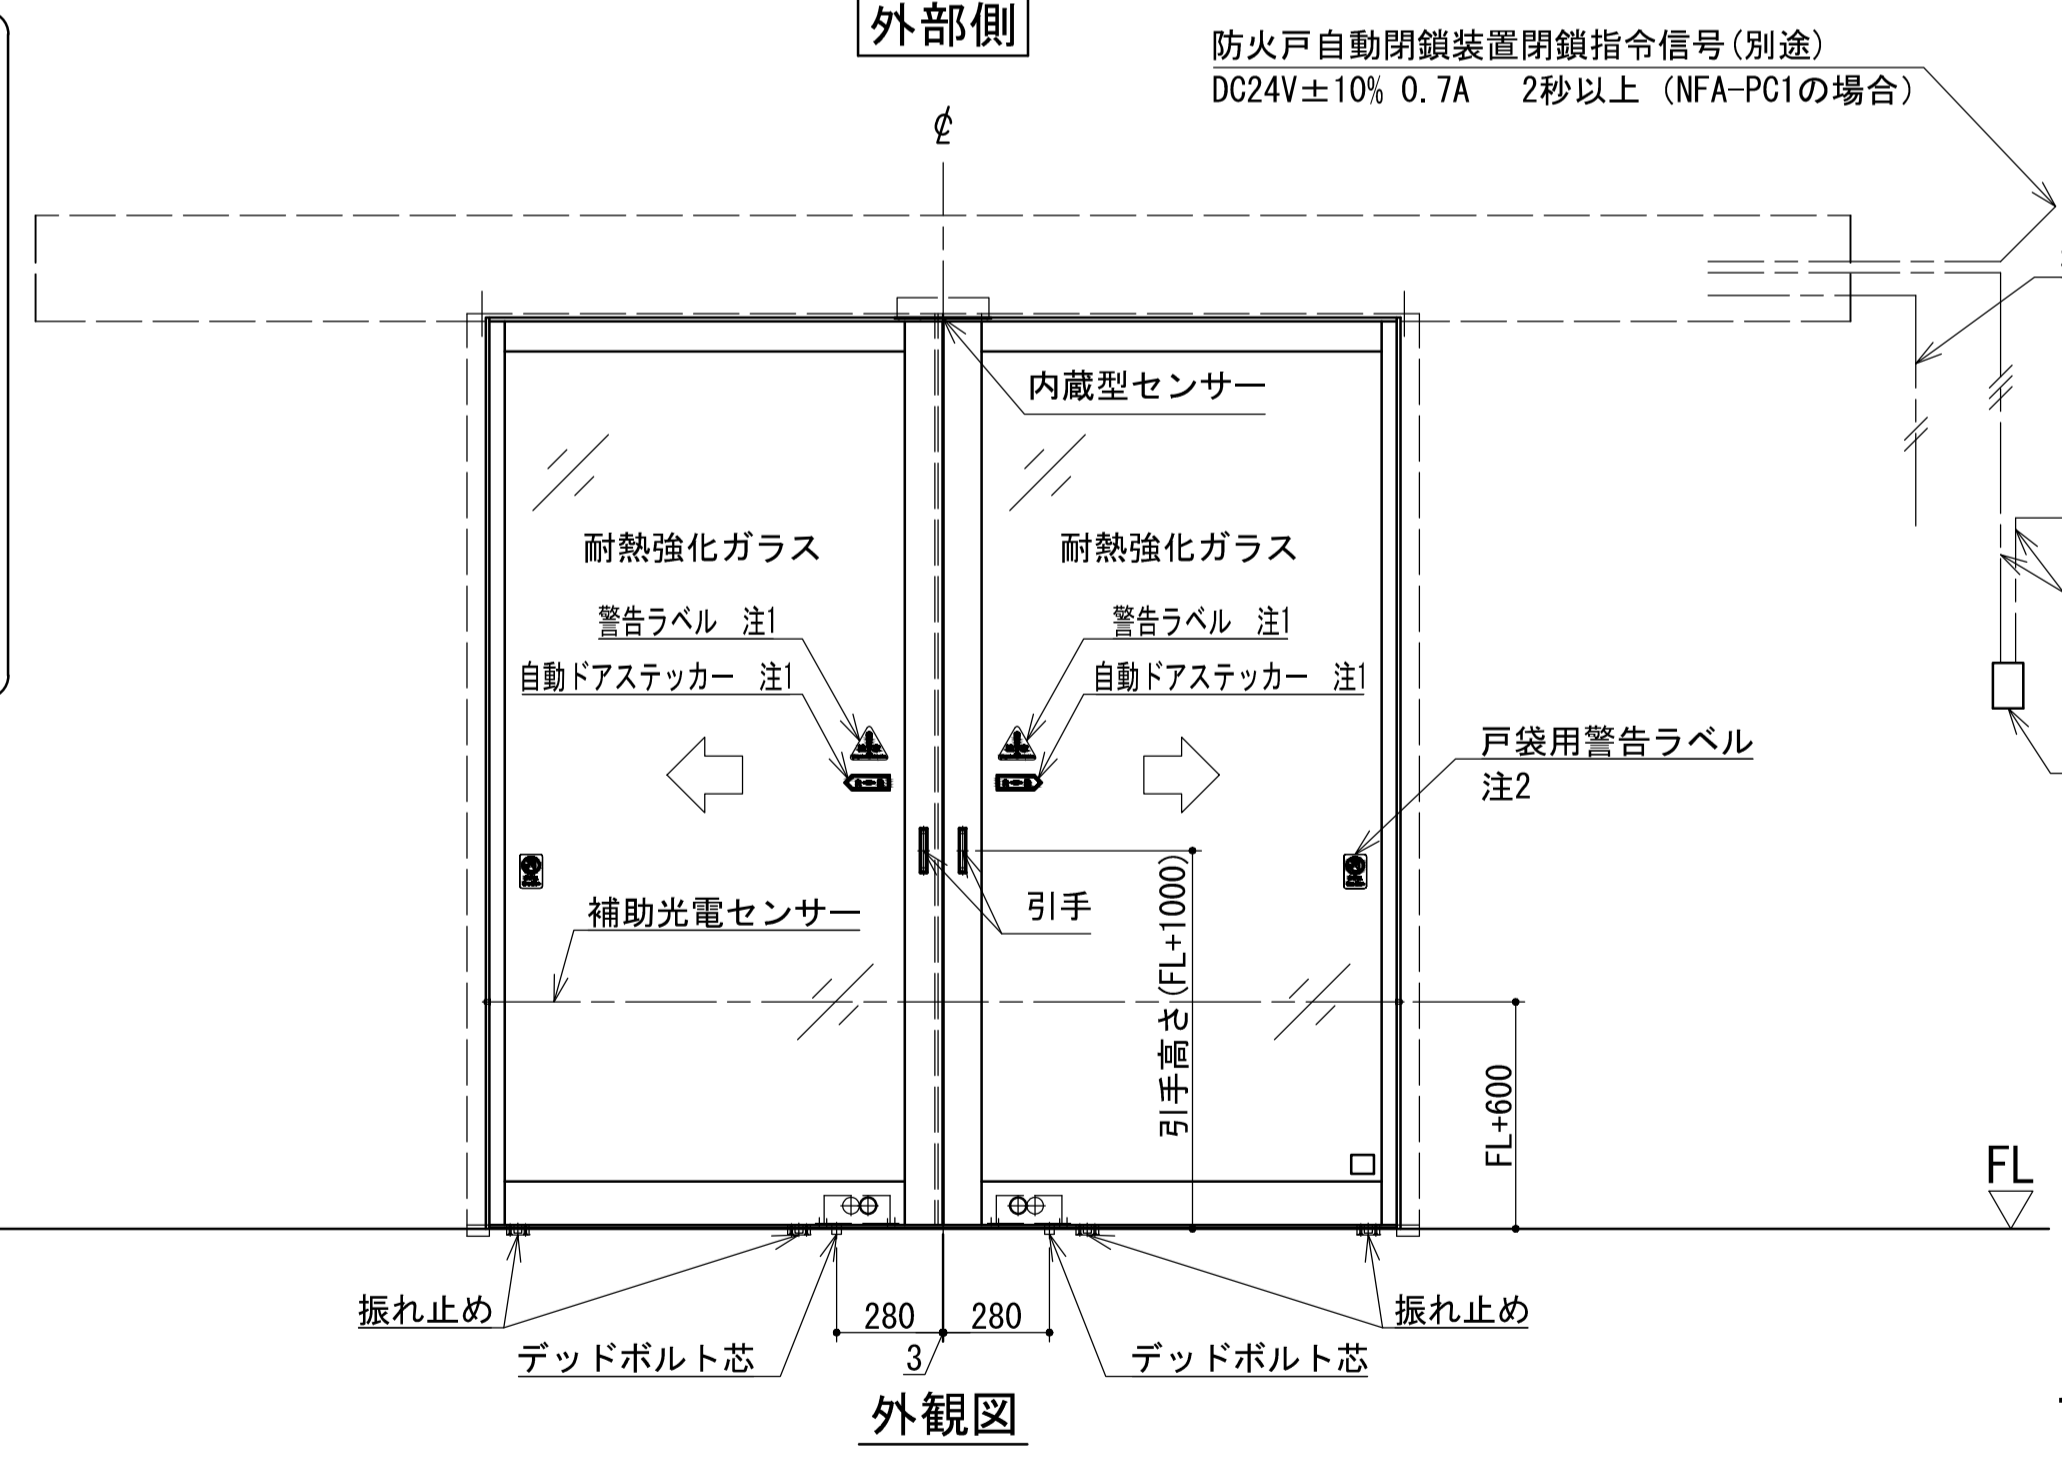 外部側
防火戸自動閉鎖装置閉鎖指令信号(別途)
DC24V±10% 0.7A 2秒以上 (NFA-PC1の場合)
℄
内蔵型センサー
耐熱強化ガラス
耐熱強化ガラス
警告ラベル 注1
警告ラベル 注1
自動ドアステッカー 注1
自動ドアステッカー 注1
戸袋用警告ラベル
注2
補助光電センサー
引手
引手高さ(FL+1000)
FL+600
FL
振れ止め
280
280
振れ止め
デッドボルト芯
3
デッドボルト芯
外観図